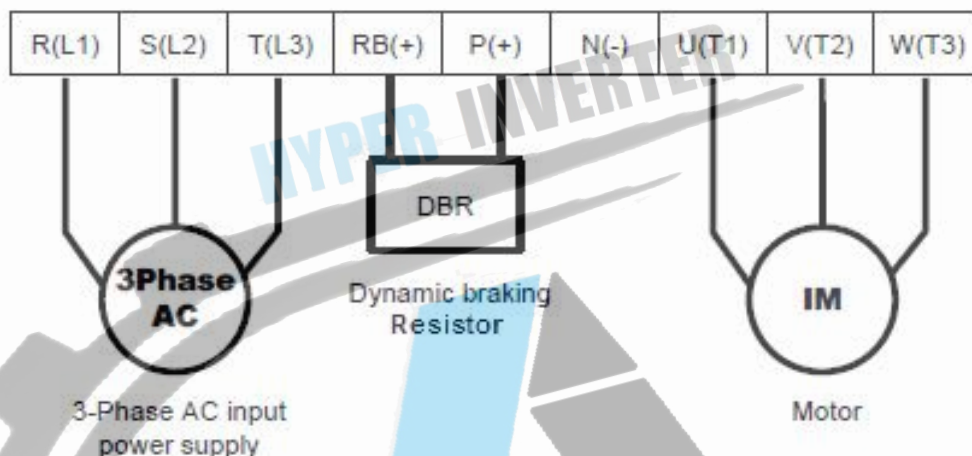 R(L1) S(L2) T(L3) RB(+) P(+) N(-) U(T1) V(T2) W(T3)
HYPER INVERTER
DBR
3Phase
AC
IM
Dynamic braking
Resistor
3-Phase AC input
power supply
Motor